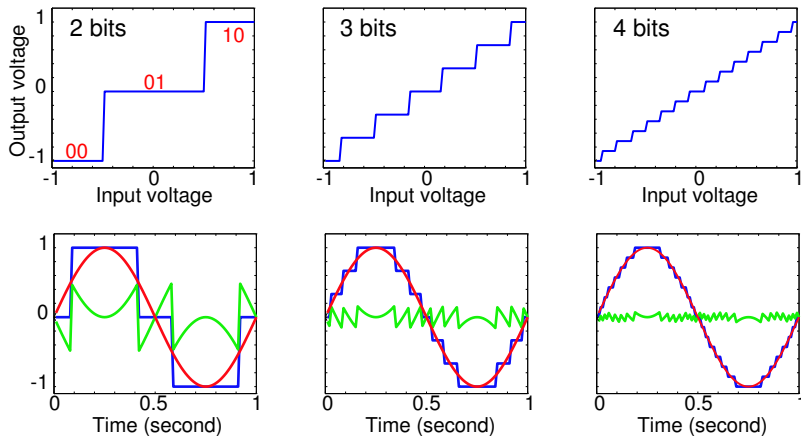 2 bits
3 bits
4 bits
Output voltage
1
0
-1
00
01
10
-1 0 1
-1 0 1
-1 0 1
Input voltage
Input voltage
Input voltage
1
0
-1
0 0.5 1
0 0.5 1
0 0.5 1
Time (second)
Time (second)
Time (second)